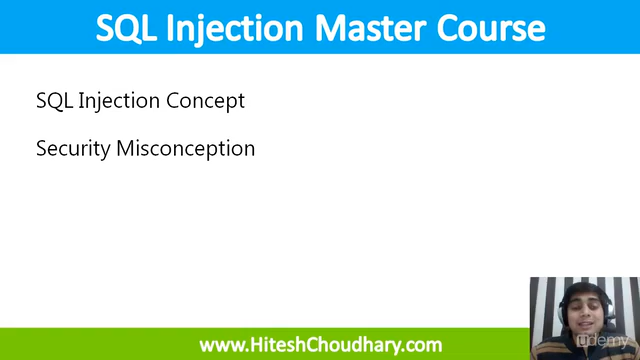 SQL Injection Master Course
SQL Injection Concept
Security Misconception
www.HiteshChoudhary.com
udemy